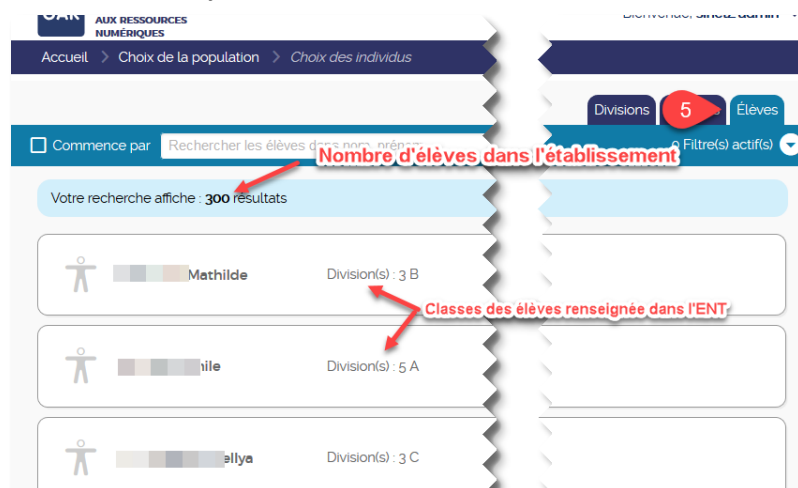 AUX RESSOURCES
NUMÉRIQUES
Accueil > Choix de la population > Choix des individus
Divisions
5
Élèves
Commence par
Rechercher les élèves dans
Filtre(s) actif(s)
Nombre d'élèves dans l'établissement
Votre recherche affiche : 300 résultats
Mathilde Division(s) : 3 B
Classes des élèves renseignée dans l'ENT
Division(s) : 5 A
Division(s) : 3 C